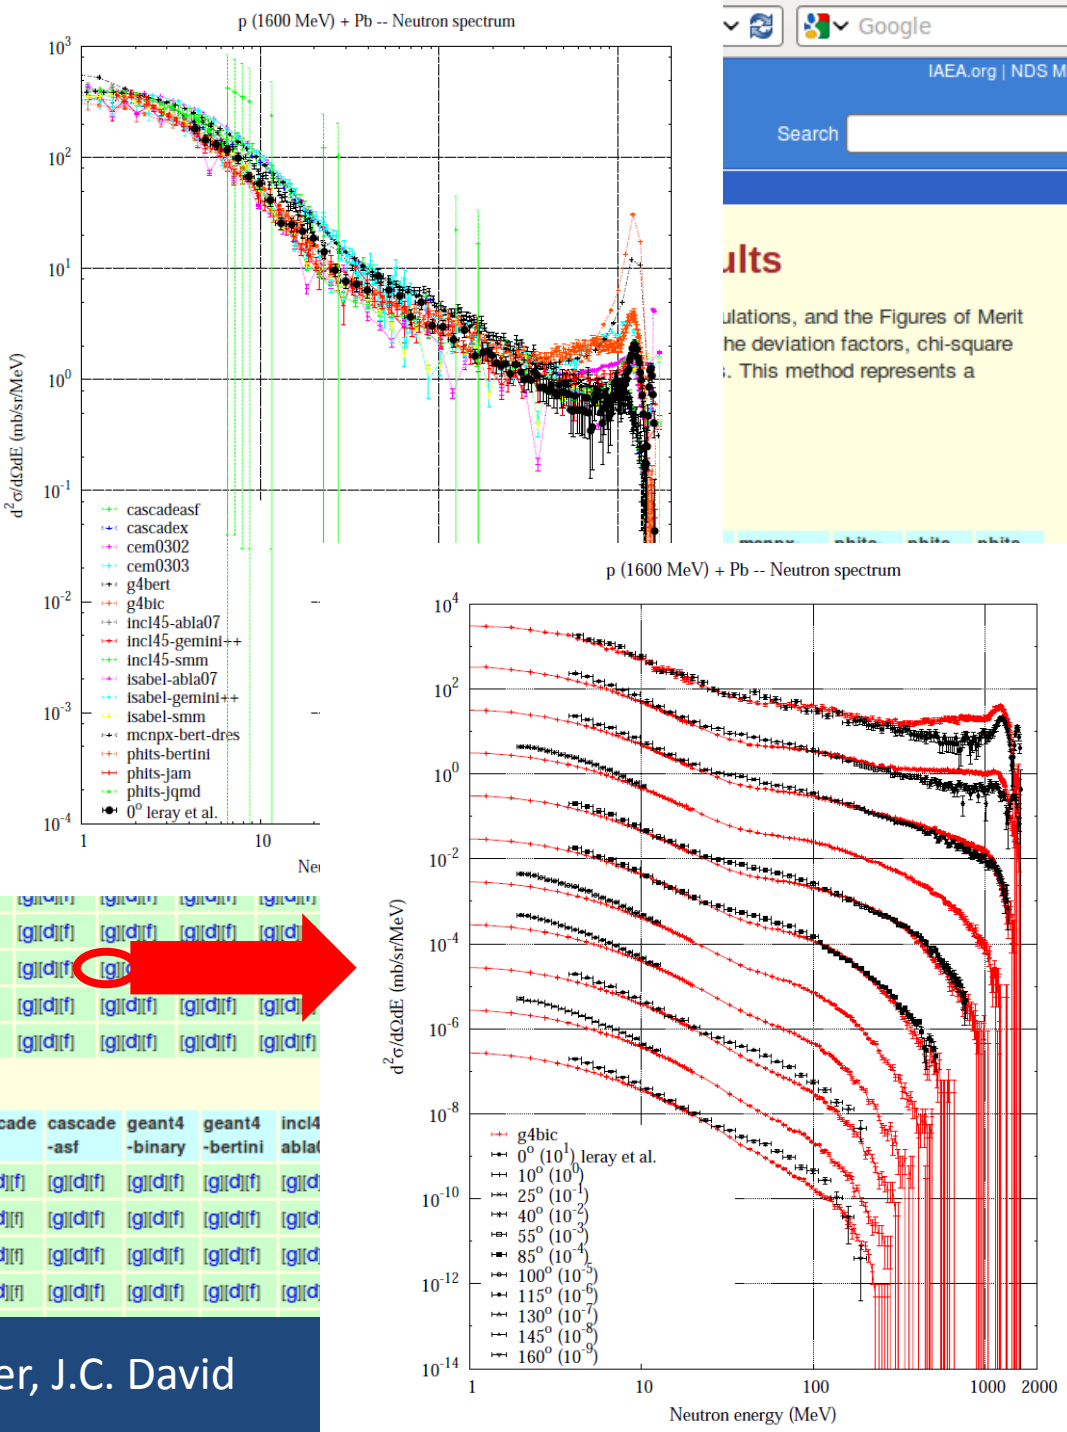 p (1600 MeV) + Pb -- Neutron spectrum
10^3
10^2
10^1
10^0
10^-1
10^-2
10^-3
10^-4
d^2σ/dΩdE (mb/sr/MeV)
cascadeasf
cascadex
cem0302
cem0303
g4bert
g4bic
incl45-abla07
incl45-gemini++
incl45-smm
isabel-abla07
isabel-gemini++
isabel-smm
mcnpx-bert-dres
phits-bertini
phits-jam
phits-jqmd
0° leray et al.
1 10
Google
IAEA.org | NDS M
Search
ults
ulations, and the Figures of Merit
he deviation factors, chi-square
s. This method represents a
p (1600 MeV) + Pb -- Neutron spectrum
10^4
10^2
10^0
10^-2
10^-4
10^-6
10^-8
10^-10
10^-12
10^-14
d^2σ/dΩdE (mb/sr/MeV)
g4bic
0° (10^1) leray et al.
10° (10^0)
25° (10^-1)
40° (10^-2)
55° (10^-3)
85° (10^-4)
100° (10^-5)
115° (10^-6)
130° (10^-7)
145° (10^-8)
160° (10^-9)
1 10 100 1000 2000
Neutron energy (MeV)
[g][d][f] [g][d][f] [g][d][f] [g][d]
[g][d][f] [g][d
[g][d][f] [g][d][f] [g][d][f] [g][d]
[g][d][f] [g][d][f] [g][d][f] [g][d][f]
cade cascade geant4 geant4 incl4
-asf -binary -bertini abla
d][f] [g][d][f] [g][d][f] [g][d][f] [g][d
d][f] [g][d][f] [g][d][f] [g][d][f] [g][d
d][f] [g][d][f] [g][d][f] [g][d][f] [g][d
d][f] [g][d][f] [g][d][f] [g][d][f] [g][d
er, J.C. David